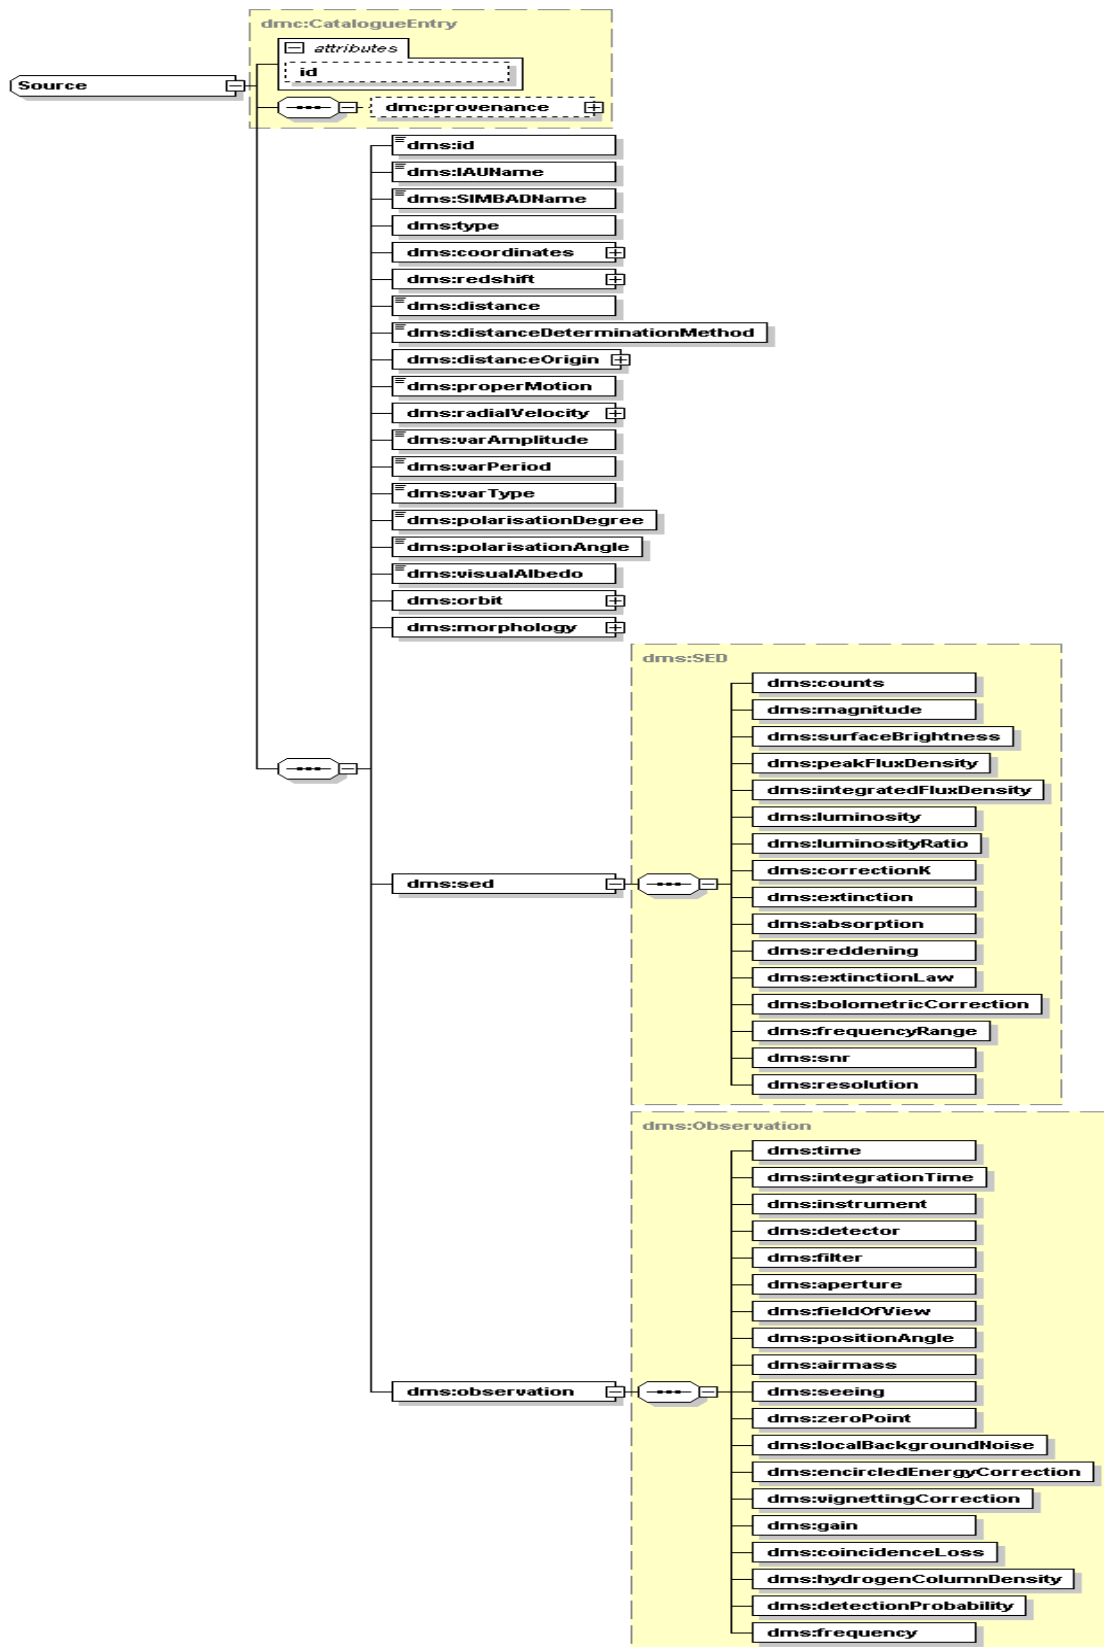 dmc:CatalogueEntry
attributes
id
Source
dmc:provenance
dms:id
dms:IAUName
dms:SIMBADName
dms:type
dms:coordinates
dms:redshift
dms:distance
dms:distanceDeterminationMethod
dms:distanceOrigin
dms:properMotion
dms:radialVelocity
dms:varAmplitude
dms:varPeriod
dms:varType
dms:polarisationDegree
dms:polarisationAngle
dms:visualAlbedo
dms:orbit
dms:morphology
dms:SED
dms:counts
dms:magnitude
dms:surfaceBrightness
dms:peakFluxDensity
dms:integratedFluxDensity
dms:luminosity
dms:luminosityRatio
dms:correctionK
dms:sed
dms:extinction
dms:absorption
dms:reddening
dms:extinctionLaw
dms:bolometricCorrection
dms:frequencyRange
dms:snr
dms:resolution
dms:Observation
dms:time
dms:integrationTime
dms:instrument
dms:detector
dms:filter
dms:aperture
dms:fieldOfView
dms:positionAngle
dms:airmass
dms:observation
dms:seeing
dms:zeroPoint
dms:localBackgroundNoise
dms:encircledEnergyCorrection
dms:vignettingCorrection
dms:gain
dms:coincidenceLoss
dms:hydrogenColumnDensity
dms:detectionProbability
dms:frequency